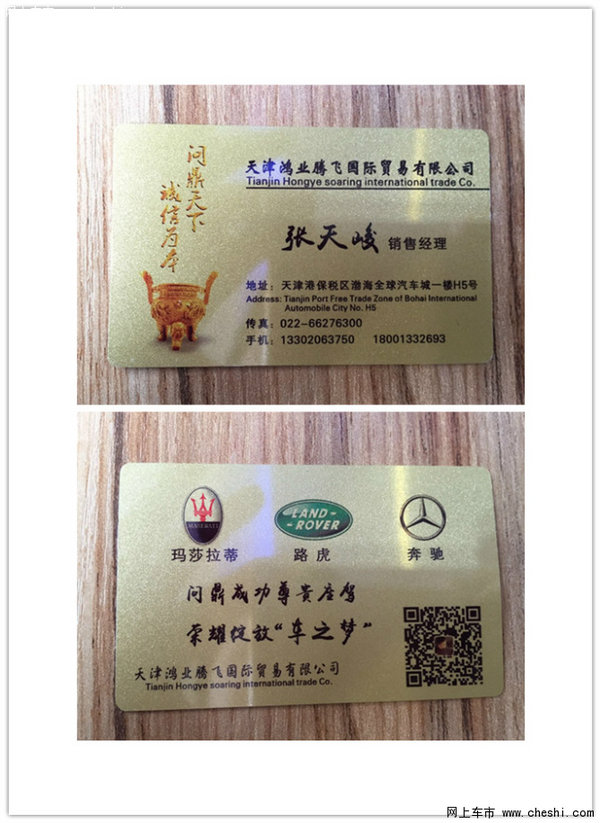 问鼎天下
诚信为本
天津鸿业腾飞国际贸易有限公司
Tianjin Hongye soaring international trade Co.
张天峻 销售经理
地址：天津港保税区渤海全球汽车城一楼H5号
Address: Tianjin Port Free Trade Zone of Bohai International
Automobile City No. H5
传真：022-66276300
手机：13302063750 18001332693
MASERATI
LAND-
-ROVER
玛莎拉蒂 路虎 奔驰
问鼎成功尊贵座驾
荣耀绽放“车之梦”
天津鸿业腾飞国际贸易有限公司
Tianjin Hongye soaring international trade Co.
网上车市 www.cheshi.com